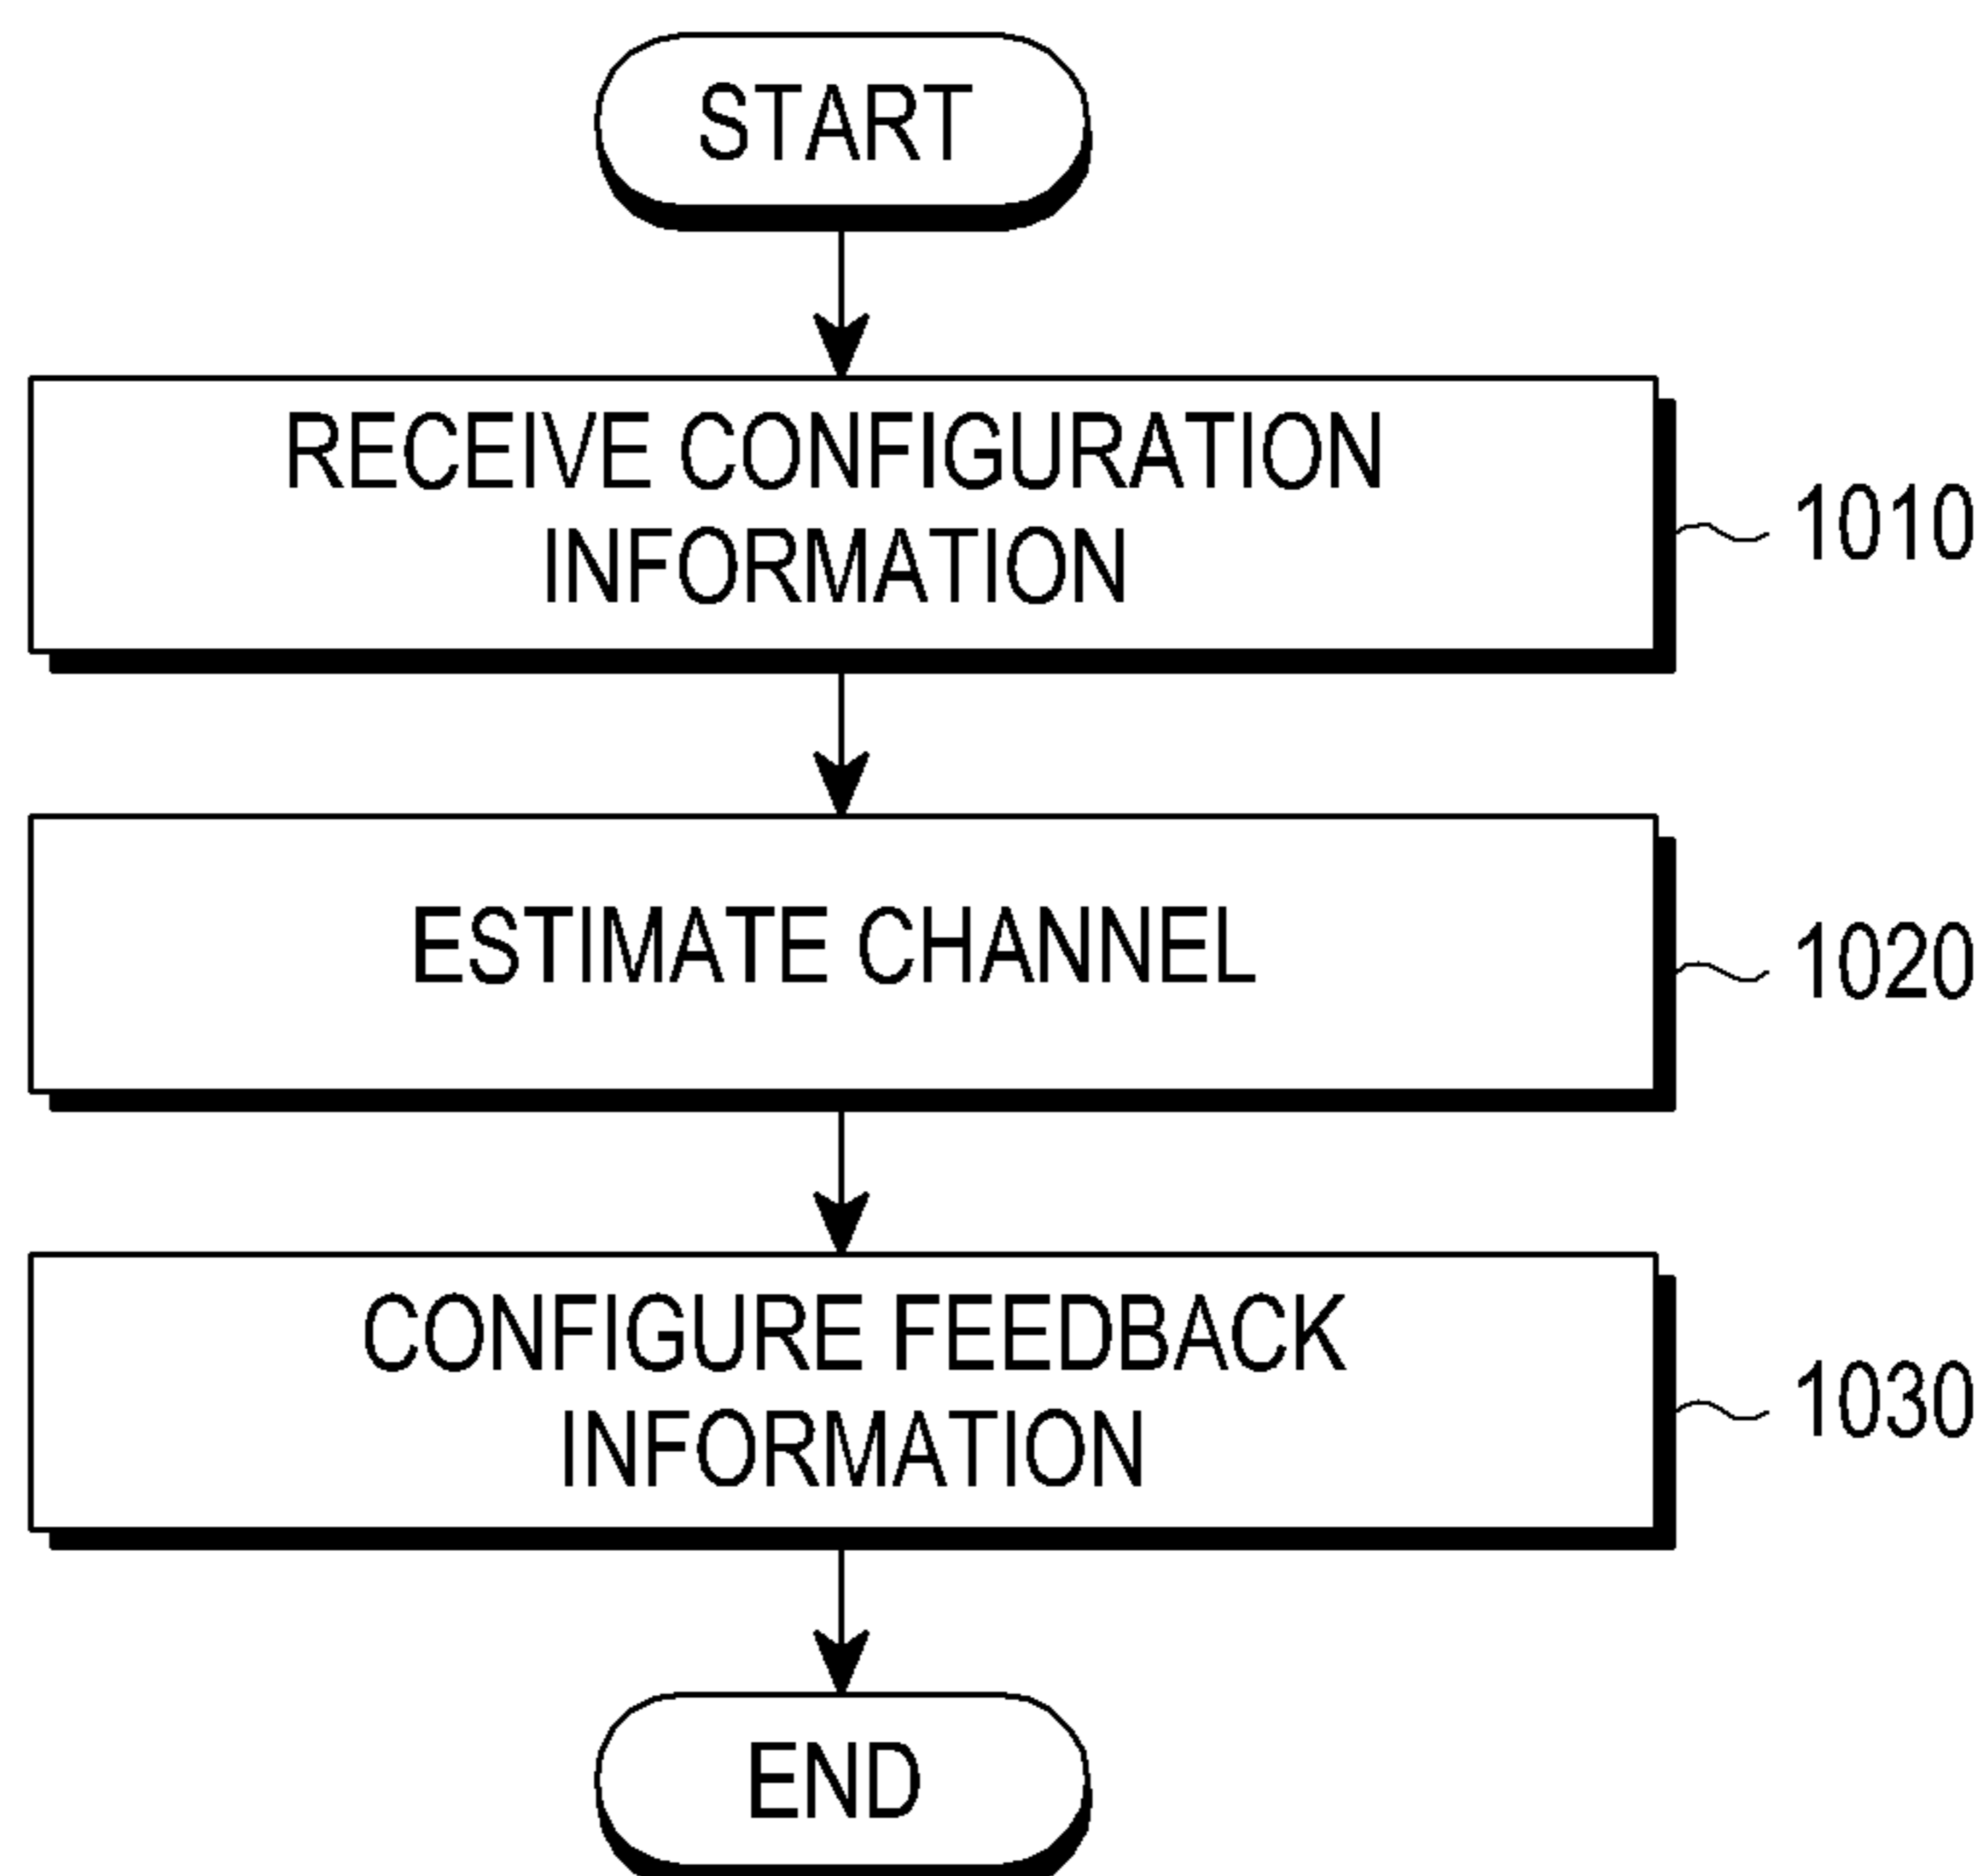 START
RECEIVE CONFIGURATION
INFORMATION
1010
ESTIMATE CHANNEL
1020
CONFIGURE FEEDBACK
INFORMATION
1030
END